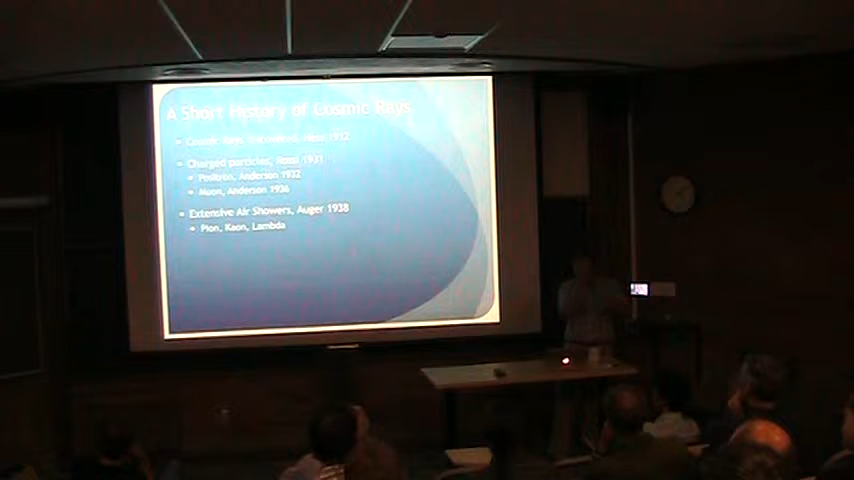 A Short History of Cosmic Rays
Cosmic Rays Discovered, Hess 1912
Charged particles, Rossi 1931
Positron, Anderson 1932
Muon, Anderson 1936
Extensive Air Showers, Auger 1938
Pion, Kaon, Lambda